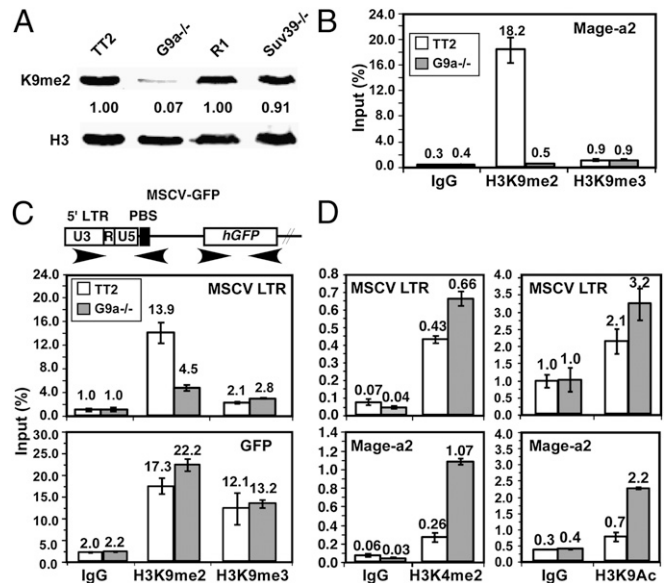 A
TT2 G9a-/- R1 Suv39-/-
K9me2
1.00 0.07 1.00 0.91
H3
B
Mage-a2
Input (%)
24.0
20.0
16.0
12.0
8.0
4.0
0.0
TT2
G9a-/-
18.2
0.3 0.4 0.5 0.9 0.9
IgG H3K9me2 H3K9me3
C
MSCV-GFP
5' LTR PBS
U3 R U5 hGFP
24.0
20.0
16.0
12.0
8.0
4.0
0.0
TT2
G9a-/-
MSCV LTR
1.0 1.0 13.9 4.5 2.1 2.8
Input (%)
30.0
25.0
20.0
15.0
10.0
5.0
0.0
GFP
2.0 2.2 17.3 22.2 12.1 13.2
IgG H3K9me2 H3K9me3
D
0.8
0.7
0.6
0.5
0.4
0.3
0.2
0.1
0
MSCV LTR
0.07 0.04 0.43 0.66
4.0
3.5
3.0
2.5
2.0
1.5
1.0
0.5
0.0
MSCV LTR
1.0 1.0 2.1 3.2
1.4
1.2
1.0
0.8
0.6
0.4
0.2
0.0
Mage-a2
0.06 0.03 0.26 1.07
IgG H3K4me2
5.0
4.0
3.0
2.0
1.0
0.0
Mage-a2
0.3 0.4 0.7 2.2
IgG H3K9Ac